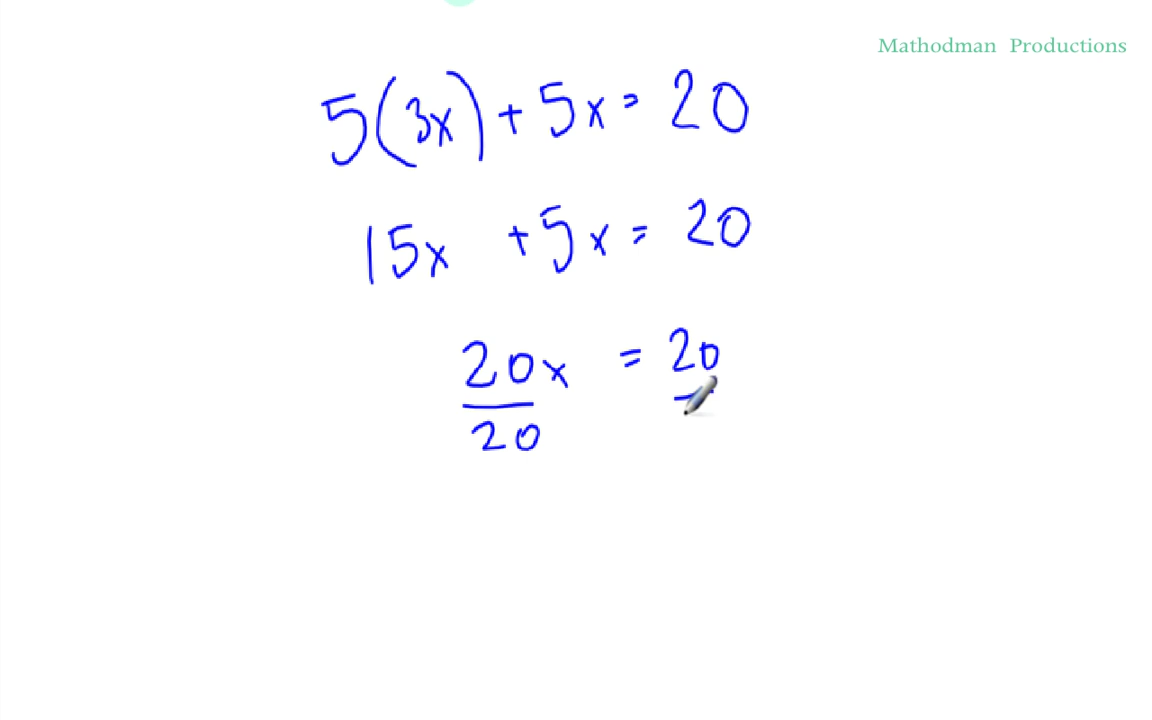 Mathodman Productions
5(3x) + 5x = 20
15x + 5x = 20
20x = 20
20